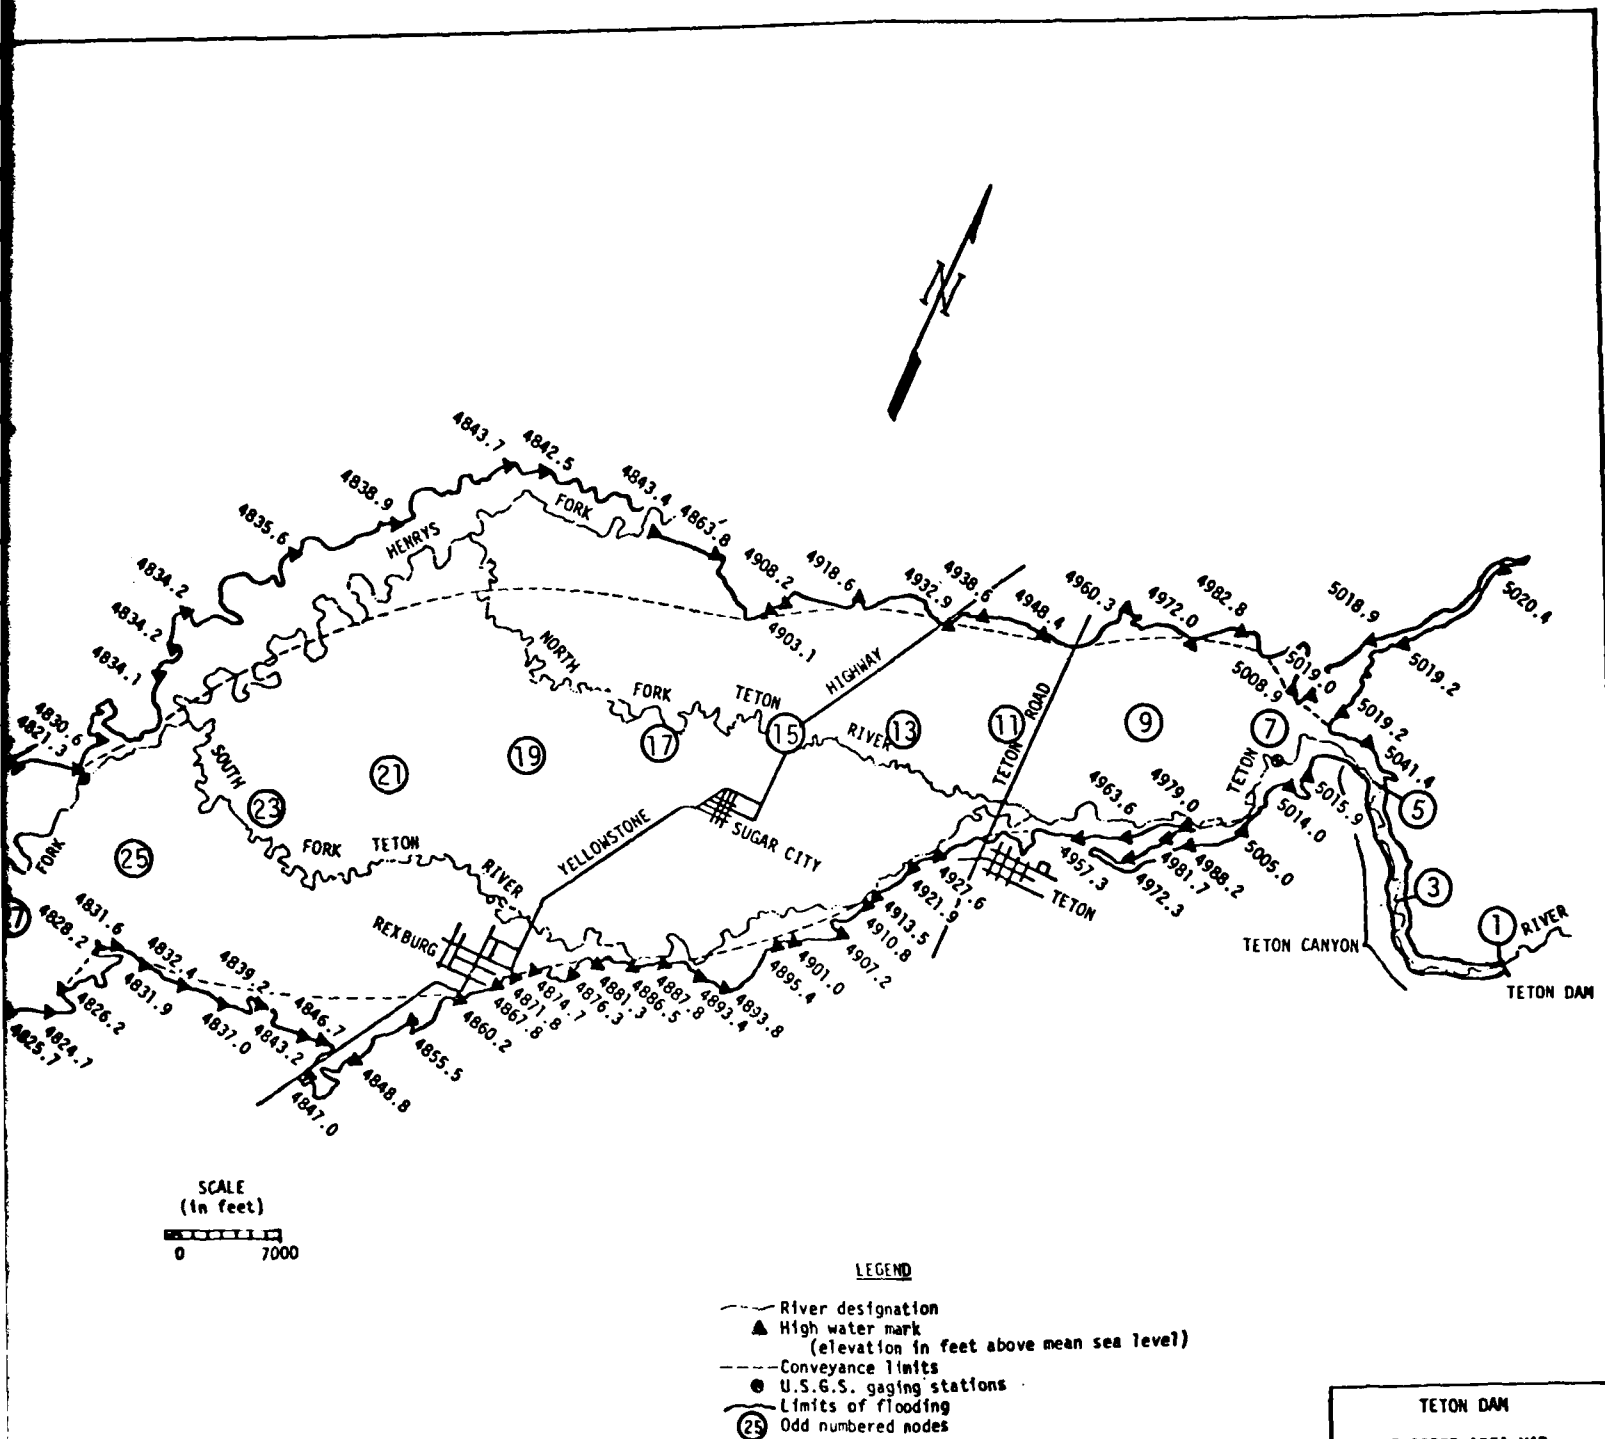 N
4843.7
4842.5
4843.4
4863.8
4838.9
4835.6
4834.2
4834.2
4834.1
4830.6
4821.3
HENRYS
FORK
4908.2
4918.6
4932.9
4938.6
4948.4
4960.3
4972.0
4982.8
5018.9
5020.4
4903.1
5019.0
5008.9
5019.2
5019.2
5041.4
NORTH
FORK
TETON
RIVER
HIGHWAY
TETON ROAD
1
3
5
7
9
11
13
15
17
19
21
23
25
SOUTH
FORK
TETON
RIVER
FORK
YELLOWSTONE
SUGAR CITY
REXBURG
TETON
TETON
TETON CANYON
RIVER
TETON DAM
4963.6
4979.0
5015.9
5014.0
5005.0
4988.2
4981.7
4972.3
4957.3
4927.6
4921.9
4913.5
4910.8
4907.2
4901.0
4895.4
4893.8
4893.4
4887.8
4886.5
4881.3
4876.3
4874.7
4871.8
4867.8
4860.2
4855.5
4848.8
4847.0
4846.7
4843.2
4839.2
4837.0
4832.4
4831.9
4831.6
4828.2
4826.2
4824.7
4825.7
SCALE
(in feet)
0 7000
LEGEND
River designation
High water mark
(elevation in feet above mean sea level)
Conveyance limits
U.S.G.S. gaging stations
Limits of flooding
25 Odd numbered nodes
TETON DAM